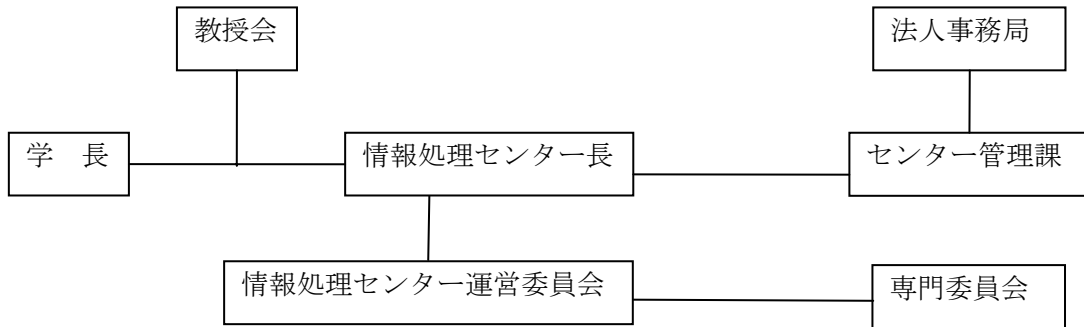 教授会
法人事務局
学　長
情報処理センター長
センター管理課
情報処理センター運営委員会
専門委員会